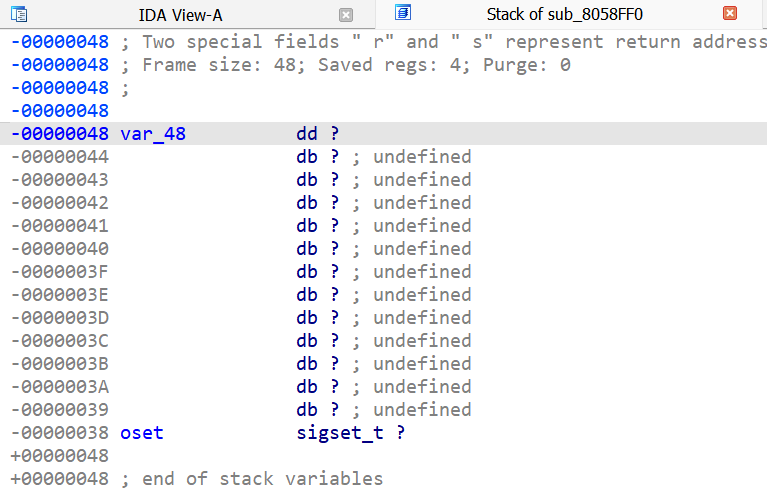 IDA View-A Stack of sub_8058FF0
-00000048 ; Two special fields " r" and " s" represent return address
-00000048 ; Frame size: 48; Saved regs: 4; Purge: 0
-00000048 ;
-00000048
-00000048 var_48 dd ?
-00000044 db ? ; undefined
-00000043 db ? ; undefined
-00000042 db ? ; undefined
-00000041 db ? ; undefined
-00000040 db ? ; undefined
-0000003F db ? ; undefined
-0000003E db ? ; undefined
-0000003D db ? ; undefined
-0000003C db ? ; undefined
-0000003B db ? ; undefined
-0000003A db ? ; undefined
-00000039 db ? ; undefined
-00000038 oset sigset_t ?
+00000048
+00000048 ; end of stack variables